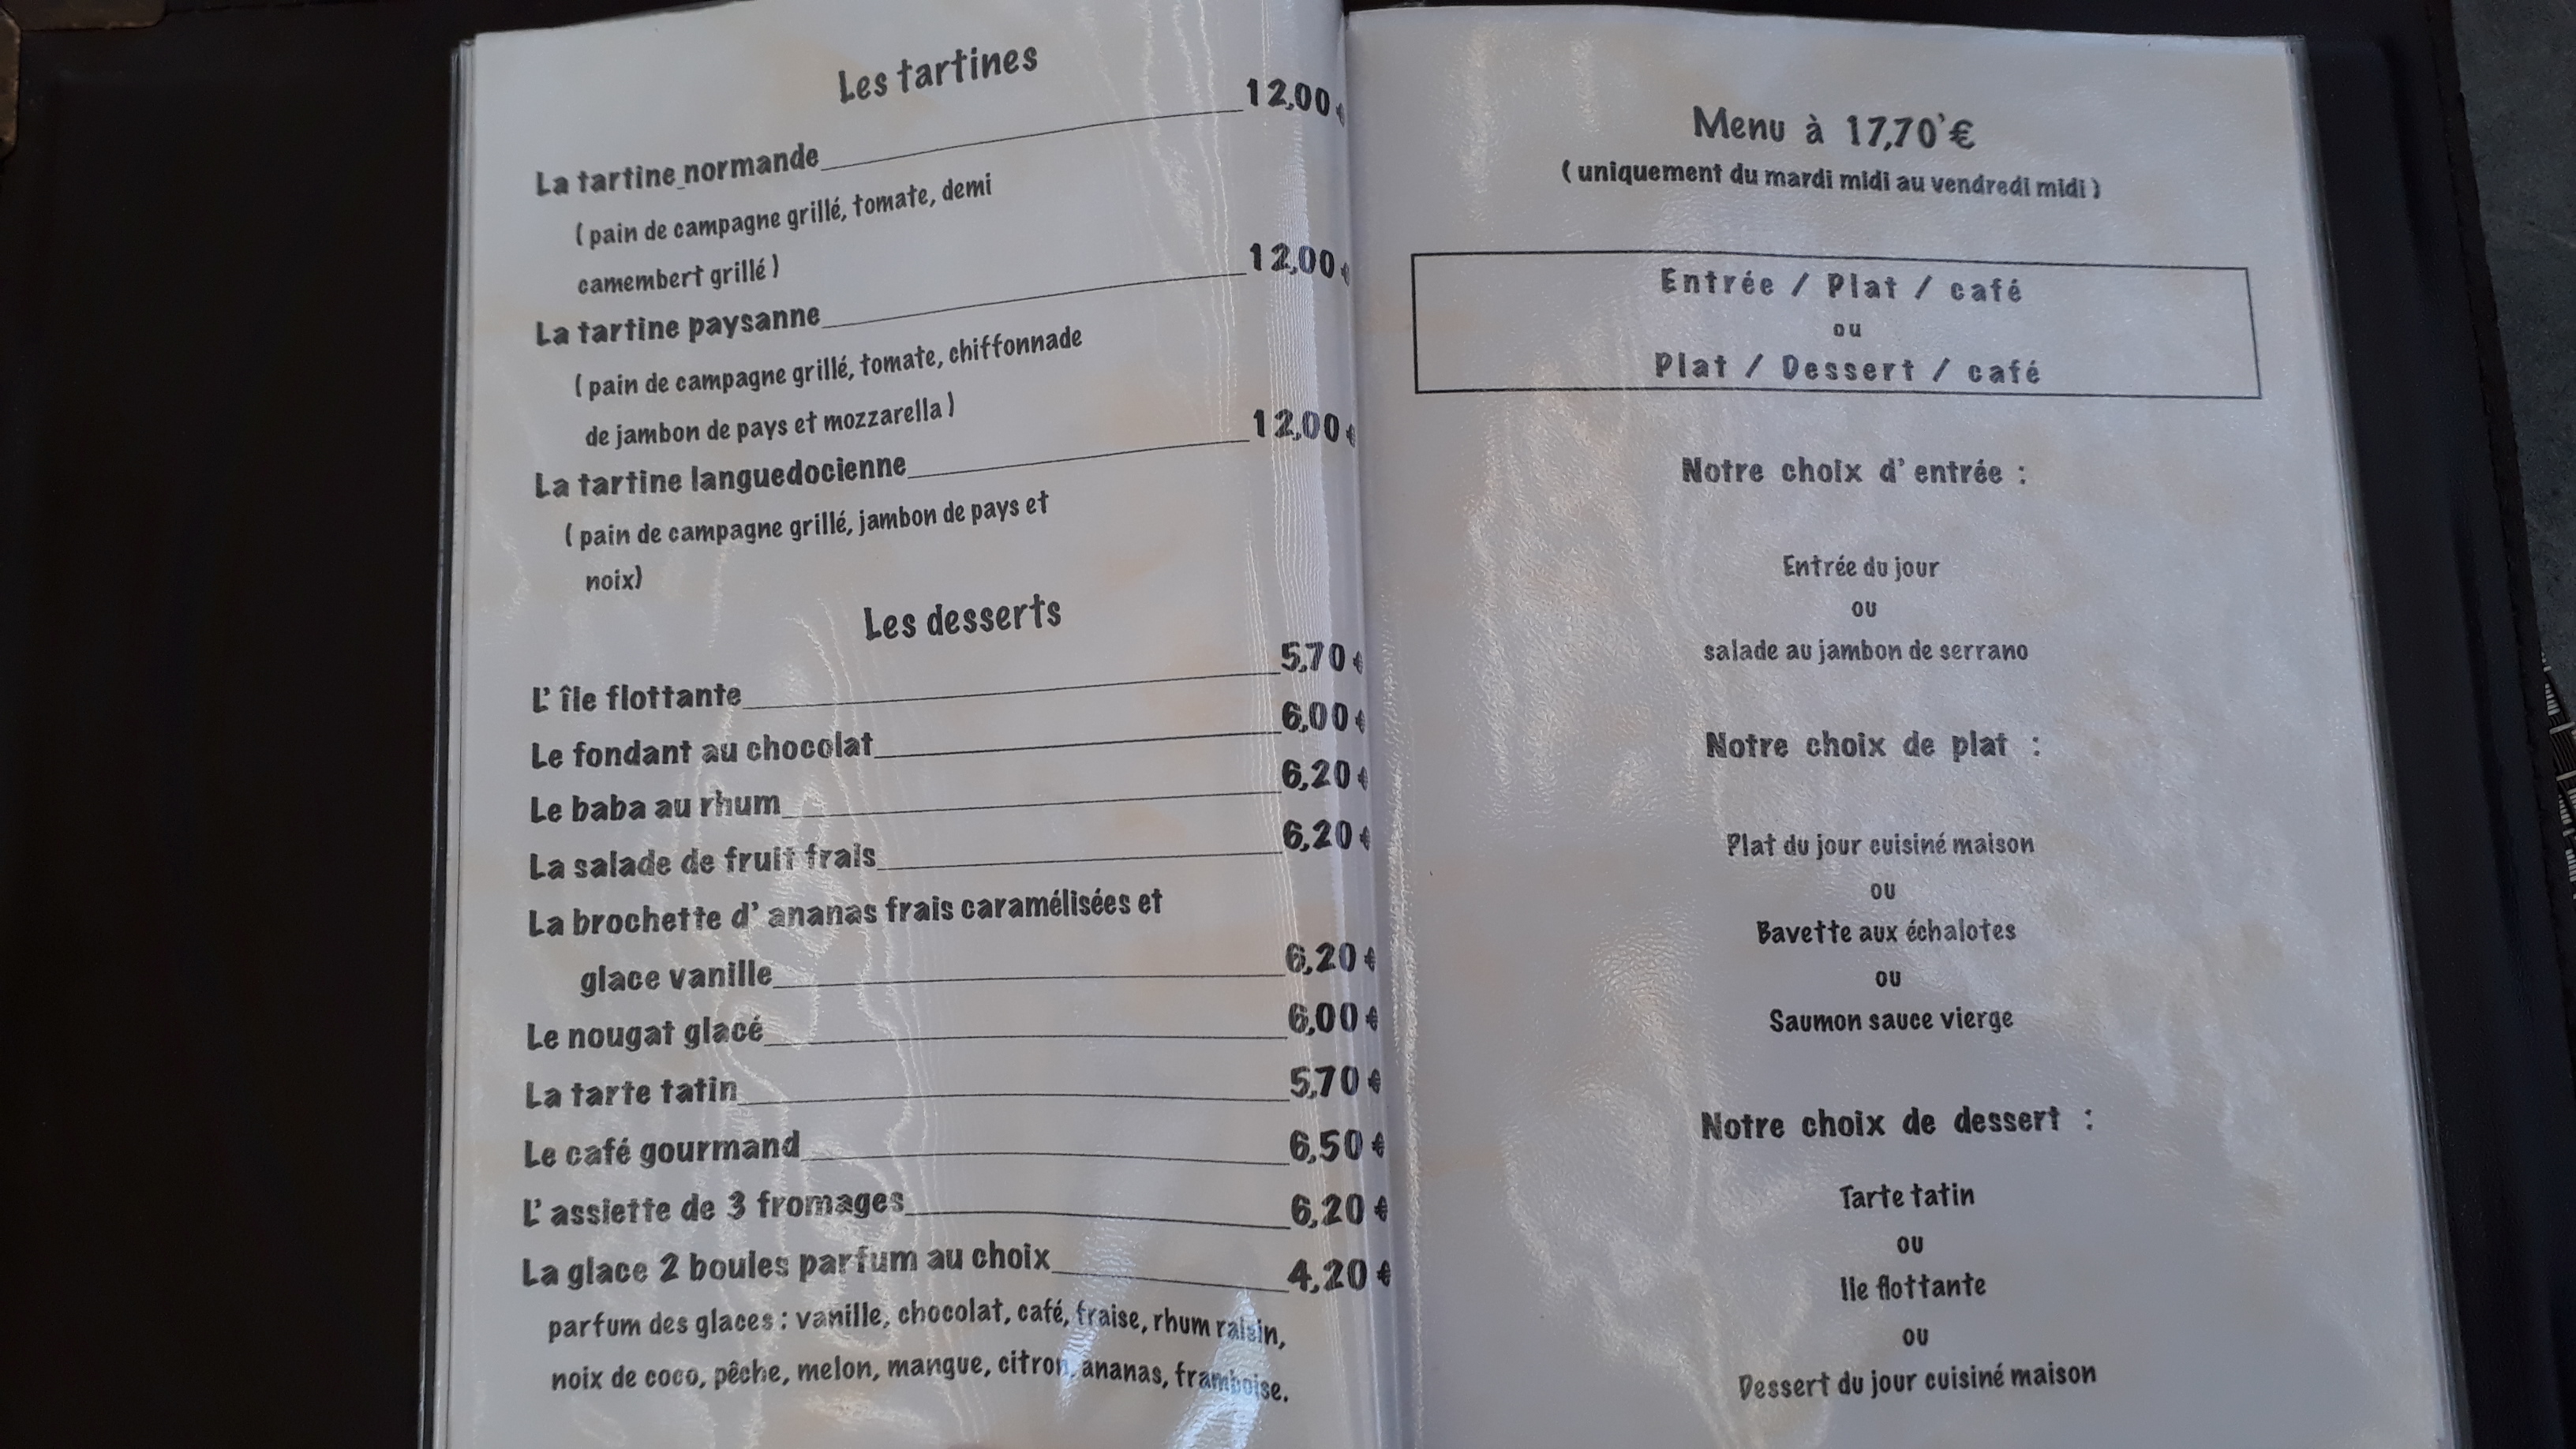 Les tartines
La tartine normande 12,00 €
( pain de campagne grillé, tomate, demi
camembert grillé )
La tartine paysanne 12,00 €
( pain de campagne grillé, tomate, chiffonnade
de jambon de pays et mozzarella )
La tartine languedocienne 12,00 €
( pain de campagne grillé, jambon de pays et
noix)
Les desserts
L' île flottante 5,70 €
Le fondant au chocolat 6,00 €
Le baba au rhum 6,20 €
La salade de fruit frais 6,20 €
La brochette d' ananas frais caramélisées et
glace vanille 6,20 €
Le nougat glacé 6,00 €
La tarte tatin 5,70 €
Le café gourmand 6,50 €
L' assiette de 3 fromages 6,20 €
La glace 2 boules parfum au choix 4,20 €
parfum des glaces : vanille, chocolat, café, fraise, rhum raisin,
noix de coco, pêche, melon, mangue, citron, ananas, framboise.
Menu à 17,70'€
( uniquement du mardi midi au vendredi midi )
Entrée / Plat / café
ou
Plat / Dessert / café
Notre choix d' entrée :
Entrée du jour
ou
salade au jambon de serrano
Notre choix de plat :
Plat du jour cuisiné maison
ou
Bavette aux échalotes
ou
Saumon sauce vierge
Notre choix de dessert :
Tarte tatin
ou
Ile flottante
ou
Dessert du jour cuisiné maison